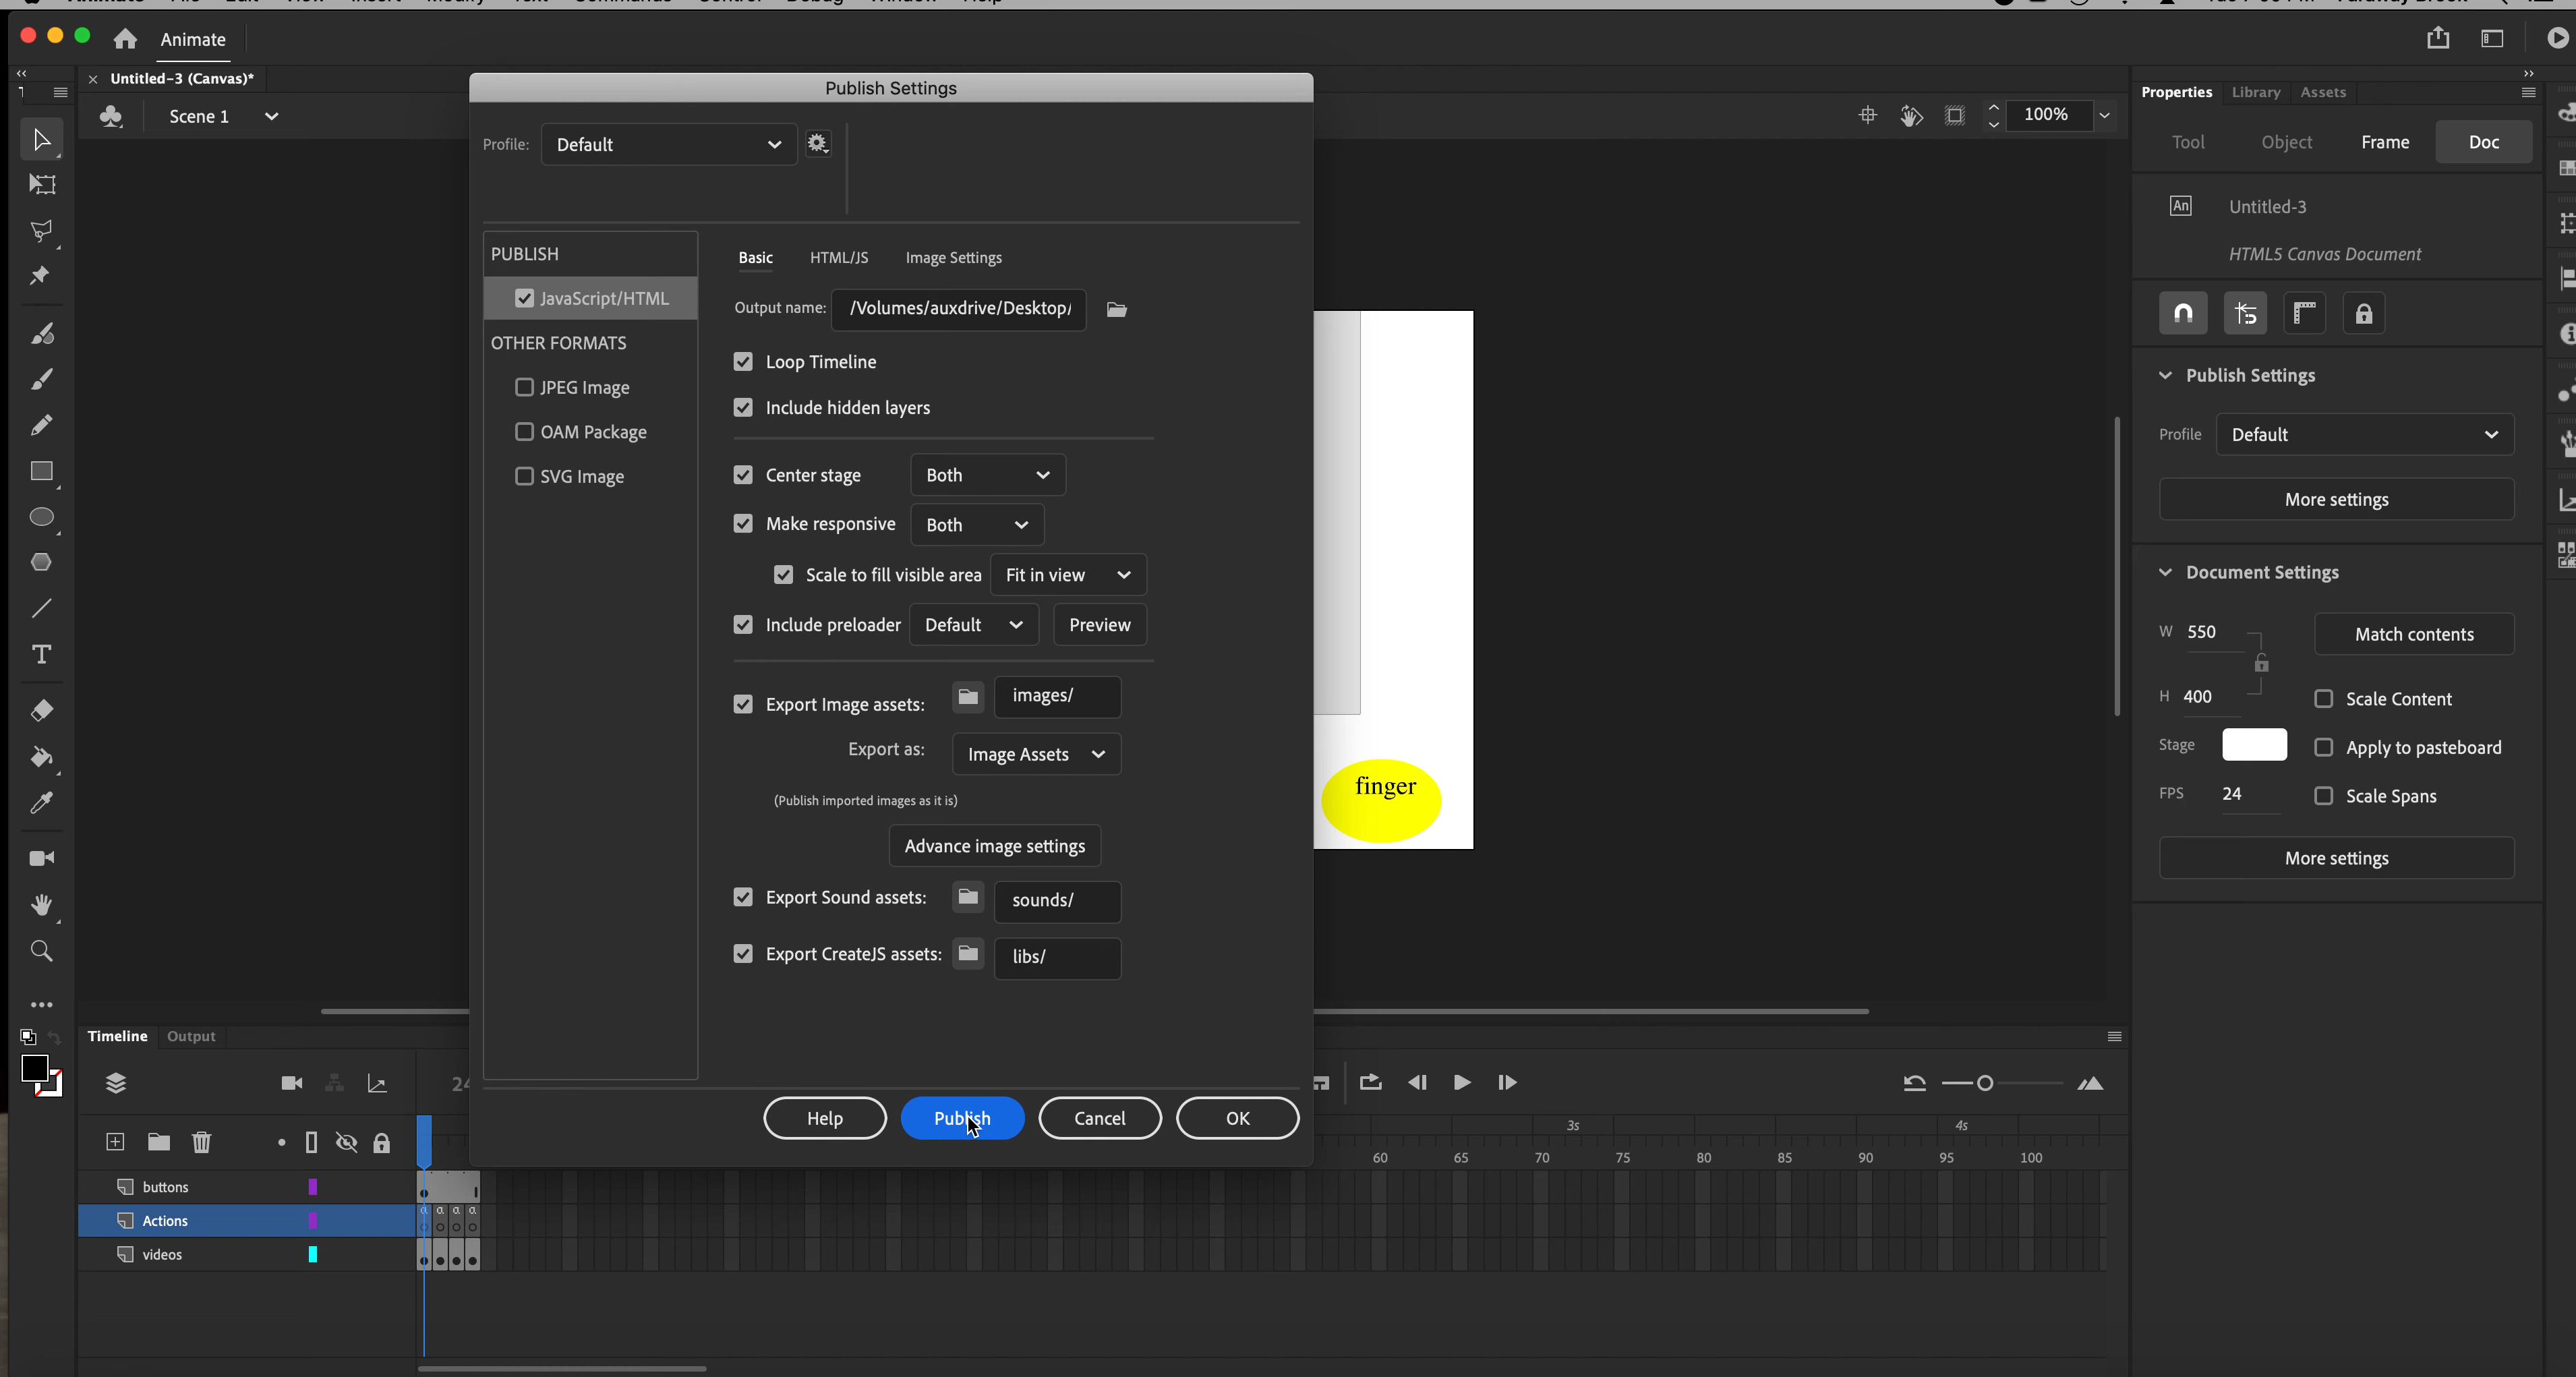 Animate
Untitled-3 (Canvas)*
Scene 1
100%
Publish Settings
Profile:
Default
PUBLISH
JavaScript/HTML
OTHER FORMATS
JPEG Image
OAM Package
SVG Image
Basic
HTML/JS
Image Settings
Output name:
/Volumes/auxdrive/Desktop/
Loop Timeline
Include hidden layers
Center stage
Both
Make responsive
Both
Scale to fill visible area
Fit in view
Include preloader
Default
Preview
Export Image assets:
images/
Export as:
Image Assets
(Publish imported images as it is)
Advance image settings
Export Sound assets:
sounds/
Export CreateJS assets:
libs/
Help
Publish
Cancel
OK
finger
Properties
Library
Assets
Tool
Object
Frame
Doc
An
Untitled-3
HTML5 Canvas Document
Publish Settings
Profile
Default
More settings
Document Settings
W 550
Match contents
H 400
Scale Content
Stage
Apply to pasteboard
FPS 24
Scale Spans
More settings
Timeline
Output
3s
4s
60 65 70 75 80 85 90 95 100
buttons
Actions
videos